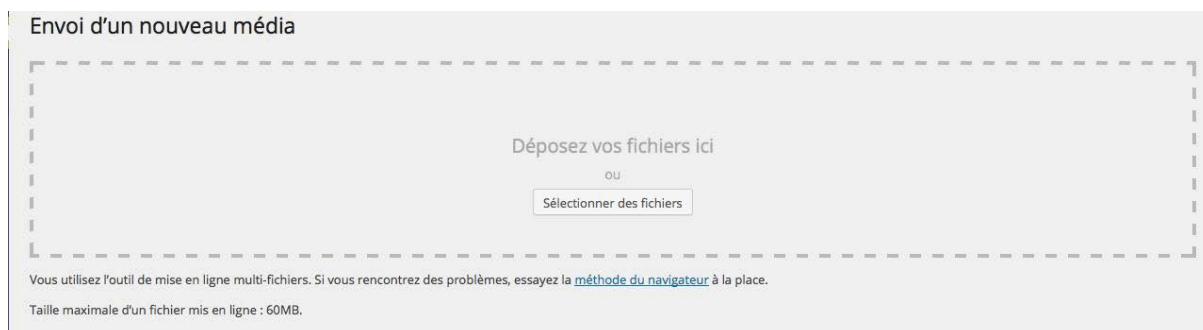 Envoi d’un nouveau média
Déposez vos fichiers ici
ou
Sélectionner des fichiers
Vous utilisez l’outil de mise en ligne multi-fichiers. Si vous rencontrez des problèmes, essayez la méthode du navigateur à la place.
Taille maximale d’un fichier mis en ligne : 60MB.